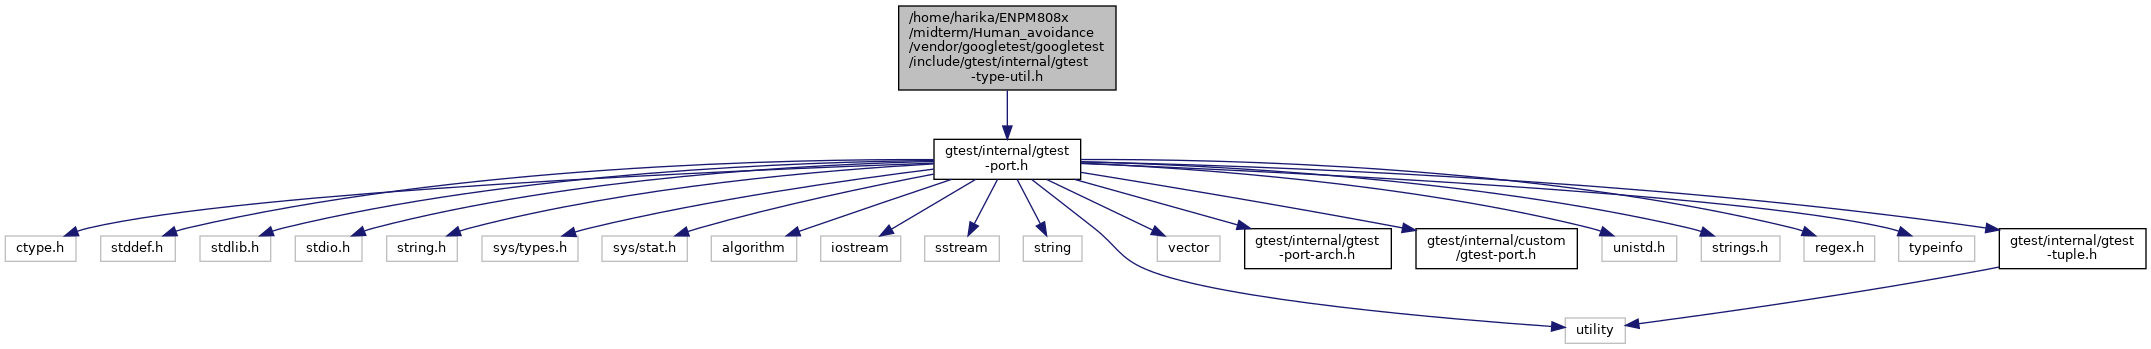 /home/harika/ENPM808x
/midterm/Human_avoidance
/vendor/googletest/googletest
/include/gtest/internal/gtest
-type-util.h
gtest/internal/gtest
-port.h
ctype.h
stddef.h
stdlib.h
stdio.h
string.h
sys/types.h
sys/stat.h
algorithm
iostream
sstream
string
vector
gtest/internal/gtest
-port-arch.h
gtest/internal/custom
/gtest-port.h
unistd.h
strings.h
regex.h
typeinfo
gtest/internal/gtest
-tuple.h
utility